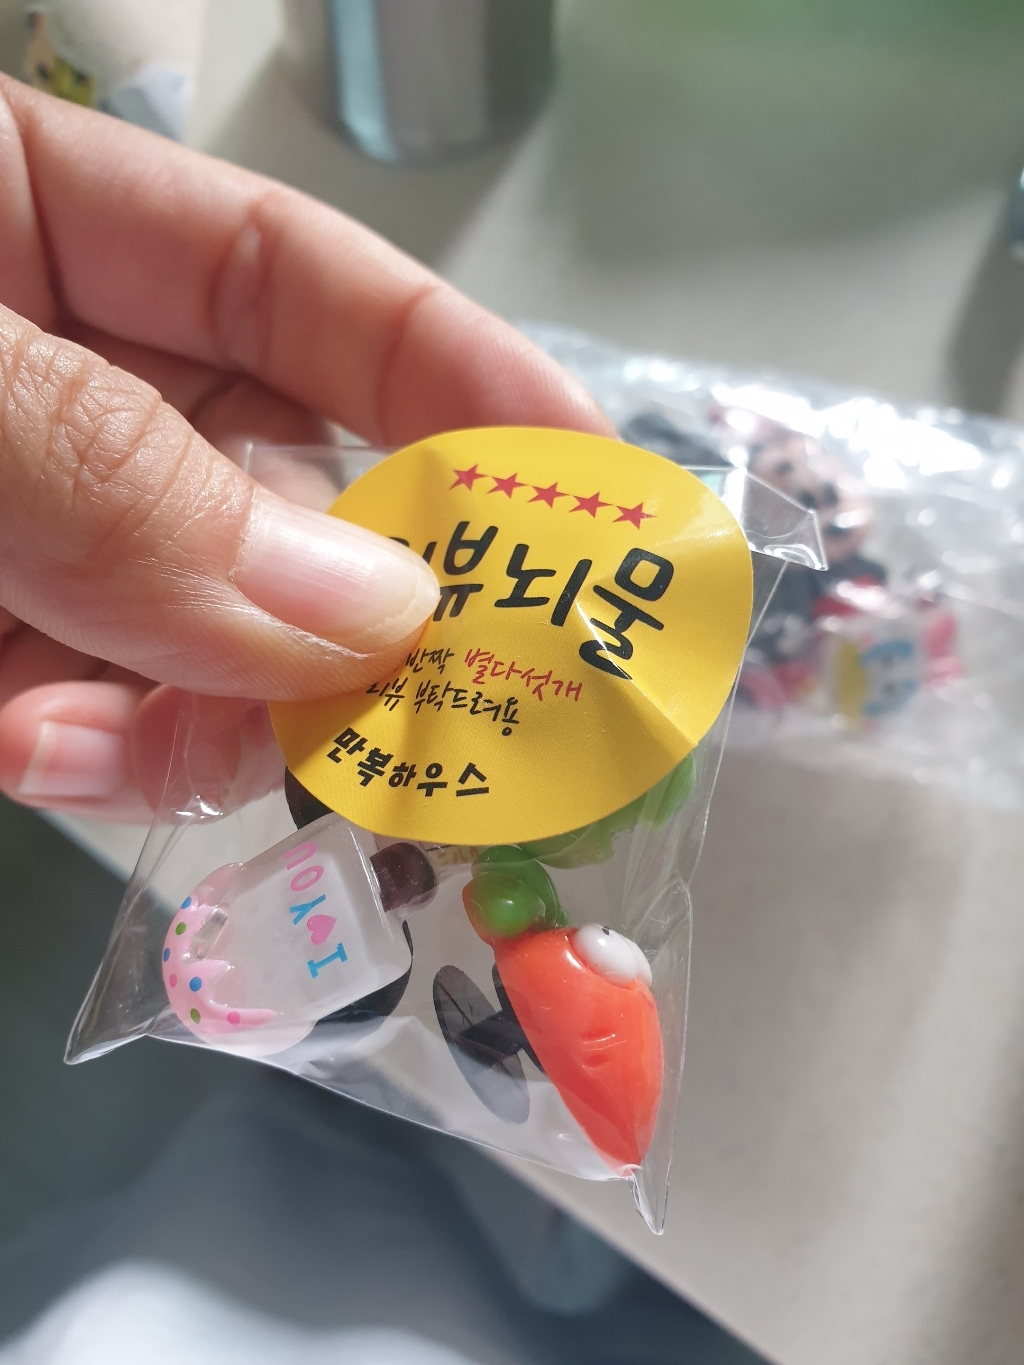 뷰뇌물
반짝 별다섯개
리뷰 부탁드려용
만복하우스
I ♥ YOU